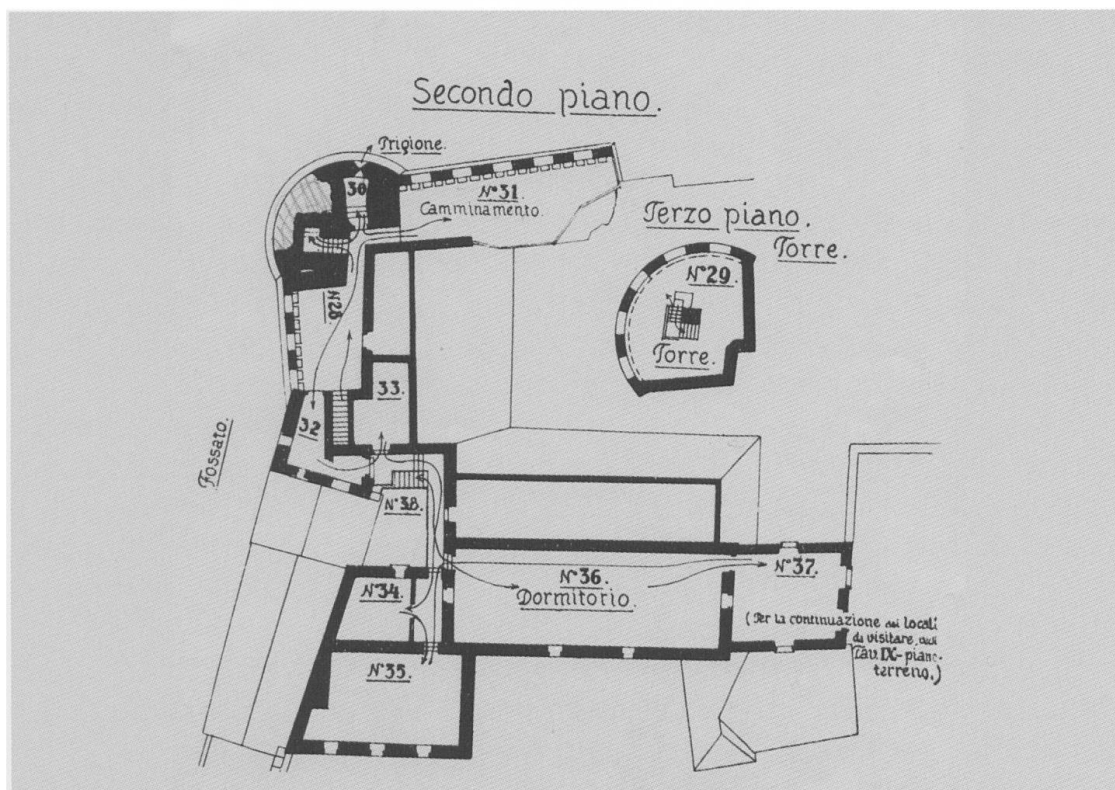 Secondo piano.
Prigione.
30
N°31.
Camminamento.
Terzo piano.
Torre.
N°29.
Torre.
N°28
33.
32
Fossato.
N°38.
N°36.
Dormitorio.
N°37.
N°34.
N°35.
(Per la continuazione dei locali
da visitare, vedi
Tav. IX-piano
terreno.)